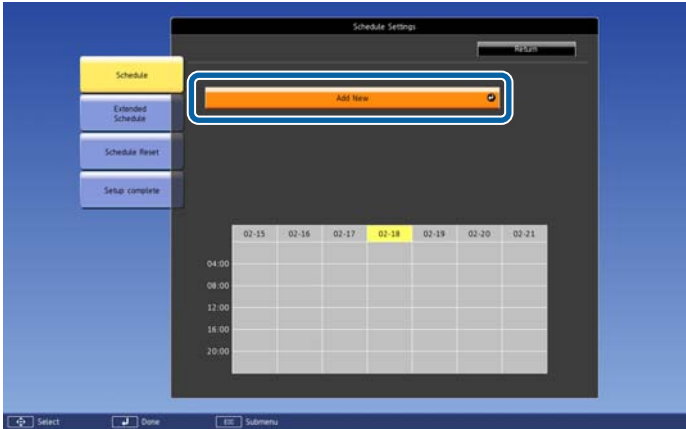 Schedule Settings
Return
Schedule
Add New
Extended
Schedule
Schedule Reset
Setup complete
02-15 02-16 02-17 02-18 02-19 02-20 02-21
04:00
08:00
12:00
16:00
20:00
Select Done Esc Submenu